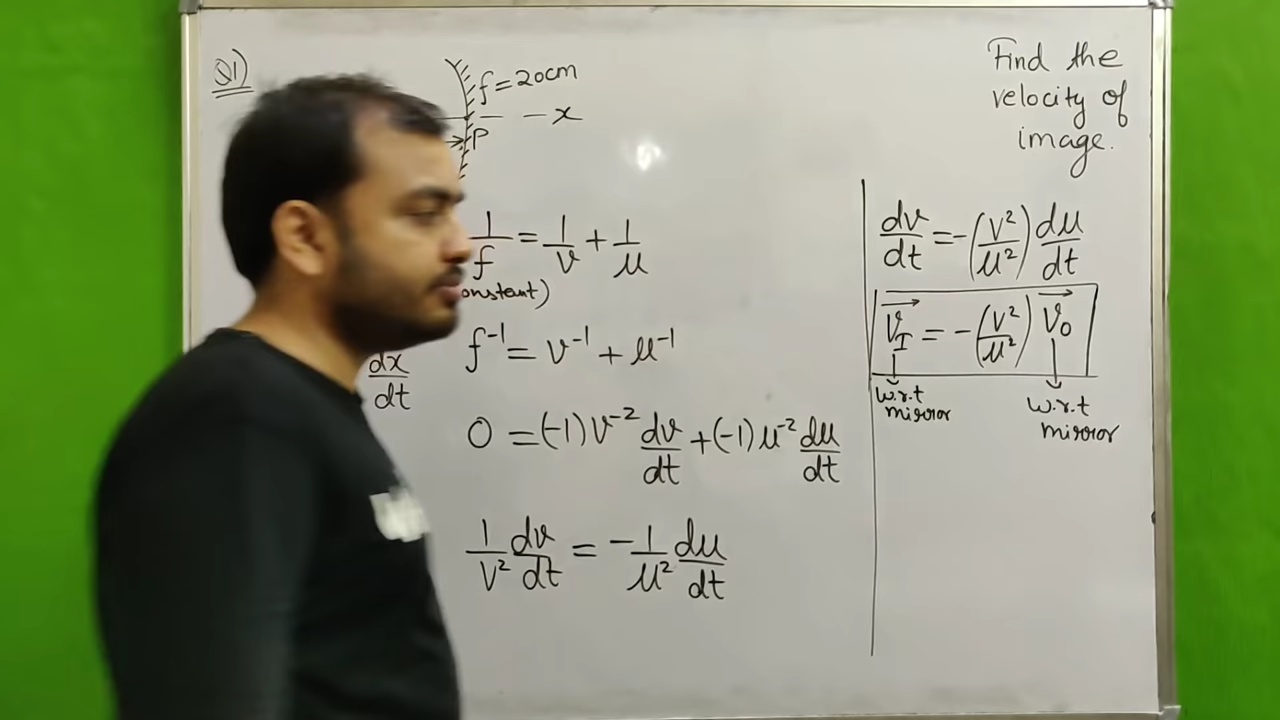 Q1)
f=20cm
P
-x
Find the
velocity of
image.
1/f = 1/v + 1/u
onstant)
f⁻¹ = v⁻¹ + u⁻¹
dx/dt
0 = (-1)v⁻² dv/dt + (-1)u⁻² du/dt
1/v² dv/dt = -1/u² du/dt
dv/dt = -(v²/u²) du/dt
V⃗_I = -(v²/u²) V⃗_O
w.r.t
mirror
w.r.t
mirror